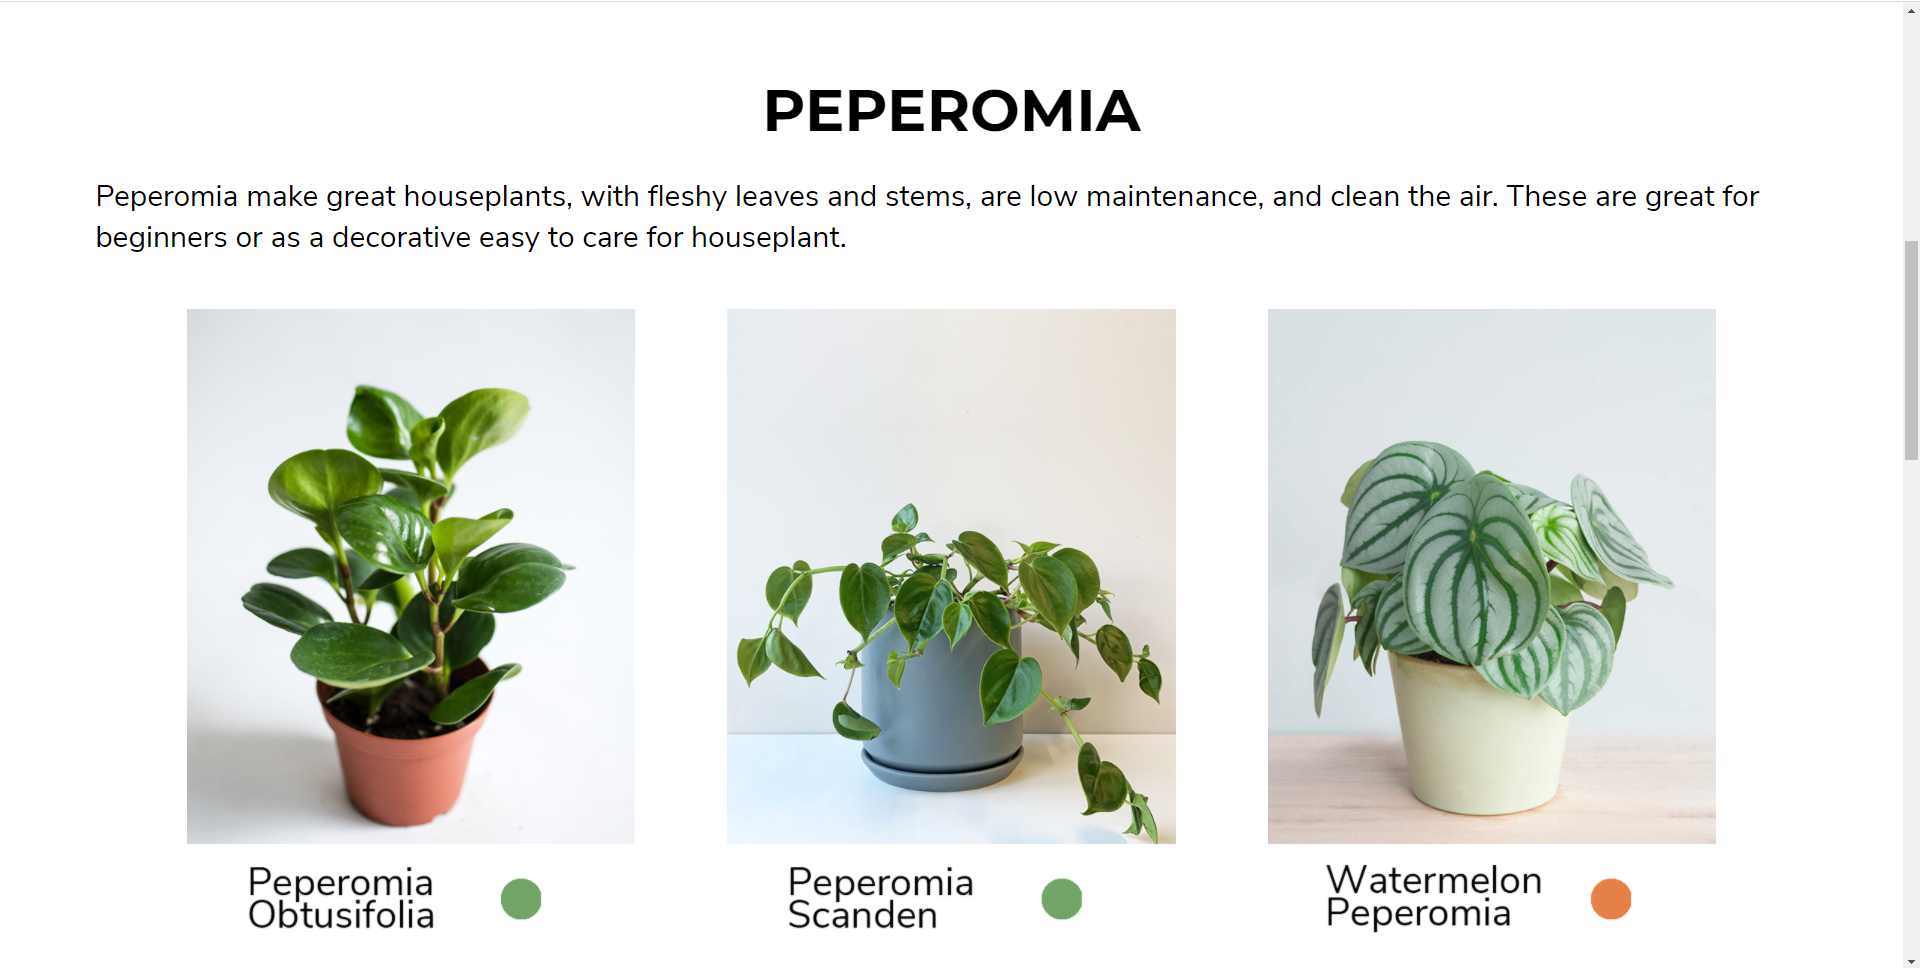 PEPEROMIA
Peperomia make great houseplants, with fleshy leaves and stems, are low maintenance, and clean the air. These are great for
beginners or as a decorative easy to care for houseplant.
Peperomia
Obtusifolia
Peperomia
Scanden
Watermelon
Peperomia